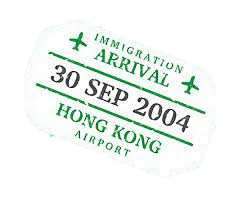 IMMIGRATION
ARRIVAL
30 SEP 2004
HONG KONG
AIRPORT